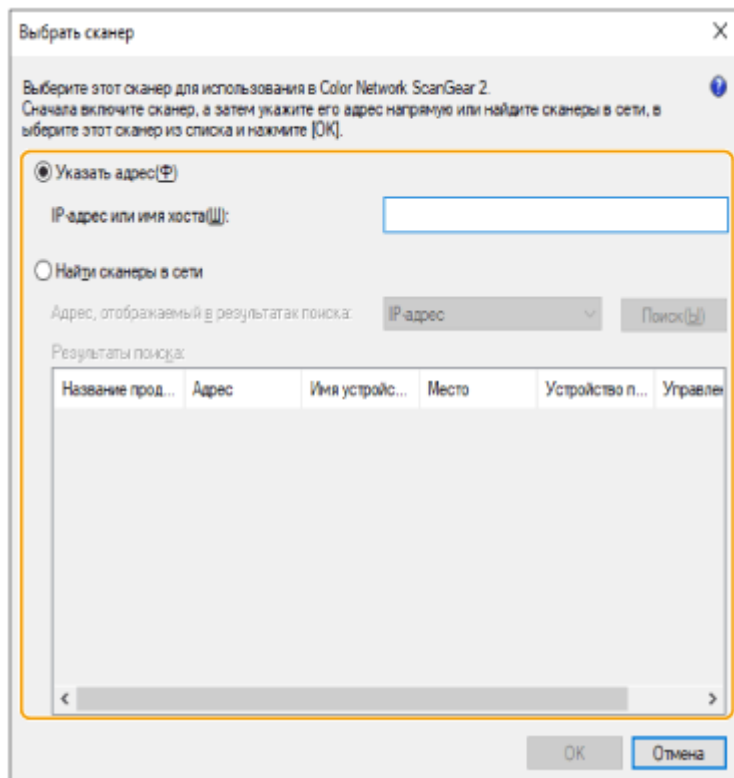 Выбрать сканер
Выберите этот сканер для использования в Color Network ScanGear 2.
Сначала включите сканер, а затем укажите его адрес напрямую или найдите сканеры в сети, в
ыберите этот сканер из списка и нажмите [OK].
Указать адрес(Ф)
IP-адрес или имя хоста(Ш):
Найти сканеры в сети
Адрес, отображаемый в результатах поиска: IP-адрес Поиск(Ы)
Результаты поиска:
Название прод... Адрес Имя устройс... Место Устройство п... Управлен
OK Отмена